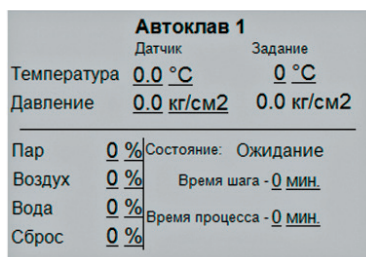 Автоклав 1
Датчик Задание
Температура 0.0 °C 0 °C
Давление 0.0 кг/см2 0.0 кг/см2
Пар 0 % Состояние: Ожидание
Воздух 0 % Время шага - 0 мин.
Вода 0 % Время процесса - 0 мин.
Сброс 0 %